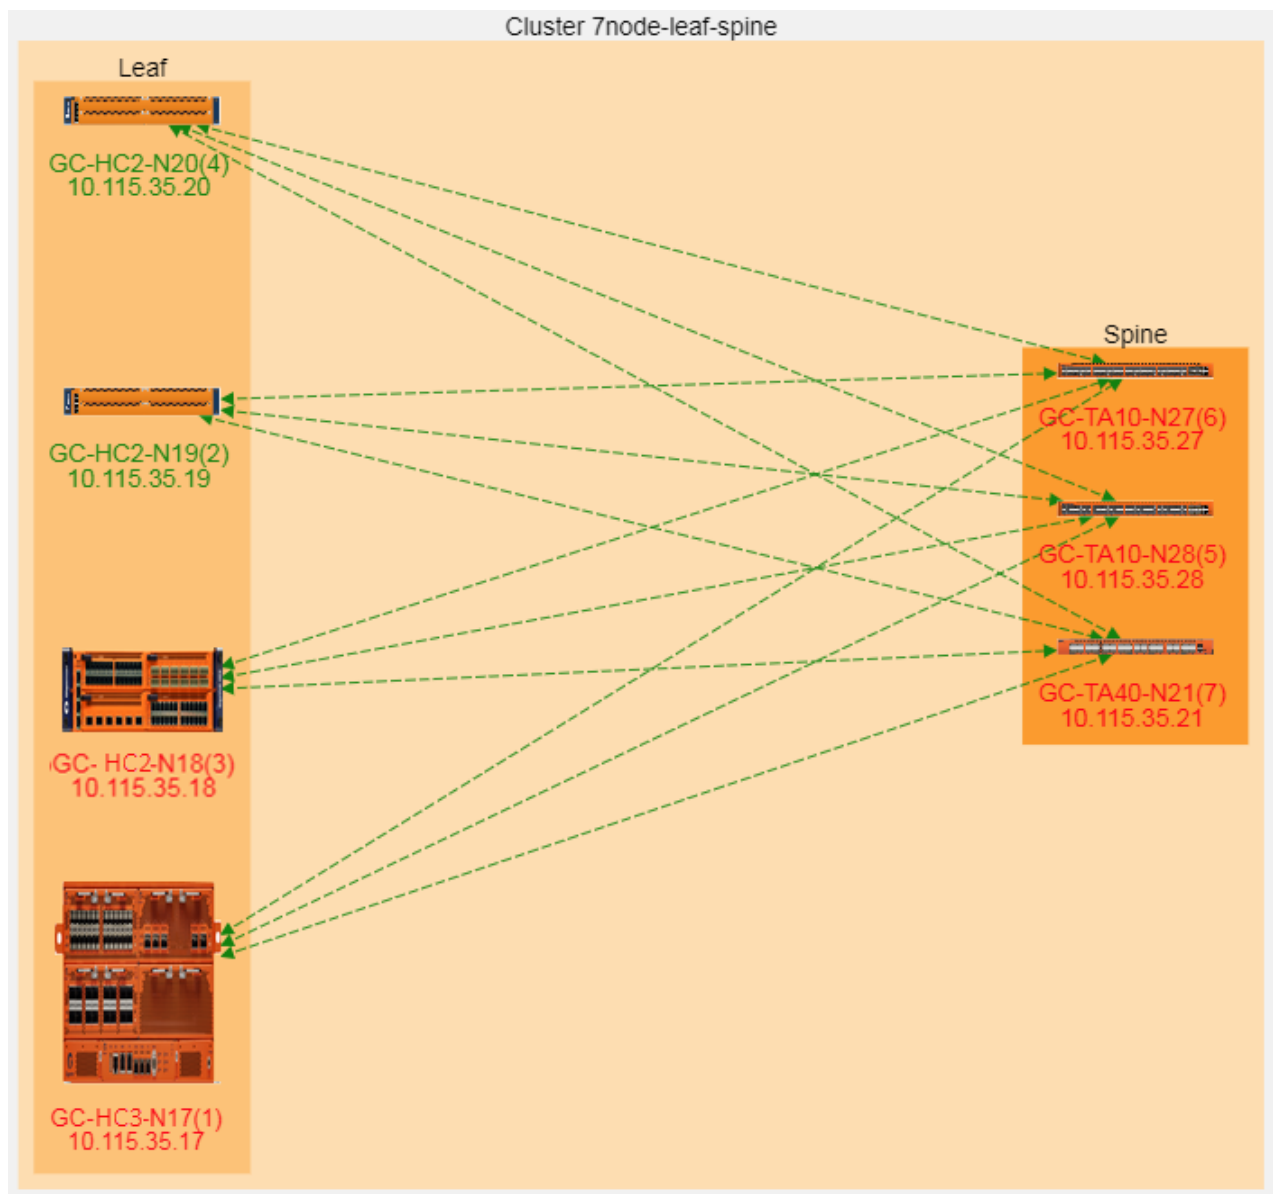 Cluster 7node-leaf-spine
Leaf
GC-HC2-N20(4)
10.115.35.20
GC-HC2-N19(2)
10.115.35.19
GC- HC2-N18(3)
10.115.35.18
GC-HC3-N17(1)
10.115.35.17
Spine
GC-TA10-N27(6)
10.115.35.27
GC-TA10-N28(5)
10.115.35.28
GC-TA40-N21(7)
10.115.35.21